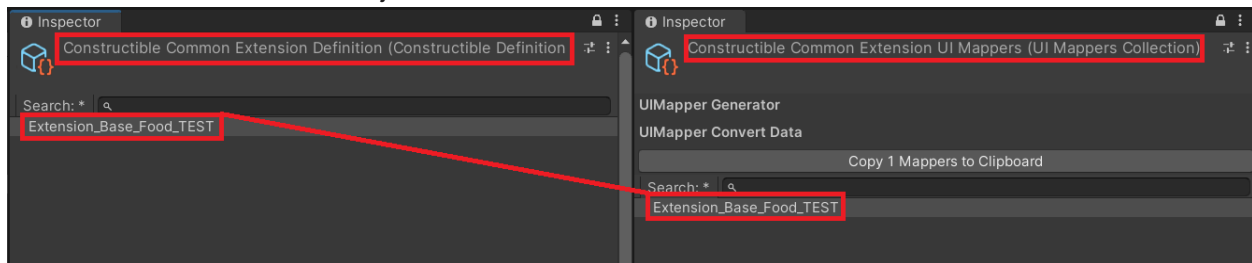 Inspector
Constructible Common Extension Definition (Constructible Definition
Search: *
Extension_Base_Food_TEST
Inspector
Constructible Common Extension UI Mappers (UI Mappers Collection)
UIMapper Generator
UIMapper Convert Data
Copy 1 Mappers to Clipboard
Search: *
Extension_Base_Food_TEST